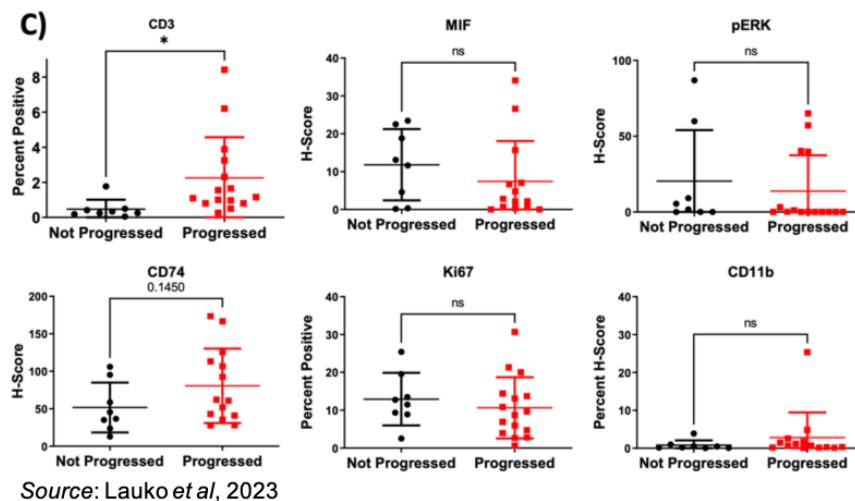 C)
CD3
*
Percent Positive
8
6
4
2
0
Not Progressed
Progressed
MIF
ns
H-Score
40
30
20
10
0
Not Progressed
Progressed
pERK
ns
H-Score
100
50
0
Not Progressed
Progressed
CD74
0.1450
H-Score
200
150
100
50
0
Not Progressed
Progressed
Ki67
ns
Percent Positive
40
30
20
10
0
Not Progressed
Progressed
CD11b
ns
Percent H-Score
40
30
20
10
0
Not Progressed
Progressed
Source: Lauko et al, 2023